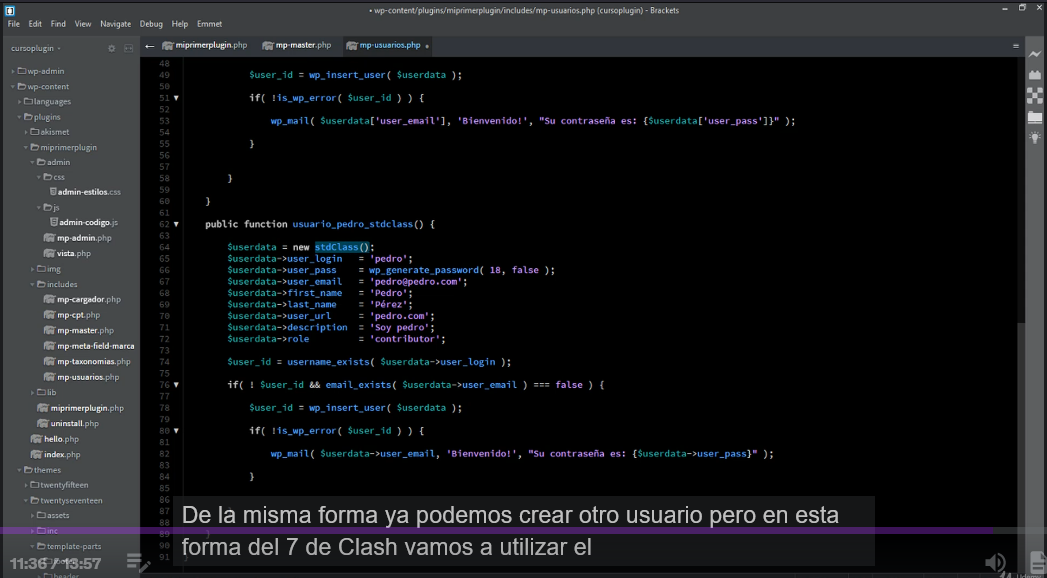 • wp-content/plugins/miprimerplugin/includes/mp-usuarios.php (cursoplugin) - Brackets
File Edit Find View Navigate Debug Help Emmet
cursoplugin
miprimerplugin.php mp-master.php mp-usuarios.php •
wp-admin
wp-content
languages
plugins
akismet
miprimerplugin
admin
css
admin-estilos.css
js
admin-codigo.js
mp-admin.php
vista.php
img
includes
mp-cargador.php
mp-cpt.php
mp-master.php
mp-meta-field-marca
mp-taxonomias.php
mp-usuarios.php
lib
miprimerplugin.php
uninstall.php
hello.php
index.php
themes
twentyfifteen
twentyseventeen
assets
inc
template-parts
header
48
49 $user_id = wp_insert_user( $userdata );
50
51 if( !is_wp_error( $user_id ) ) {
52
53 wp_mail( $userdata['user_email'], 'Bienvenido!', "Su contraseña es: {$userdata['user_pass']}" );
54
55 }
56
57
58 }
59
60 }
61
62 public function usuario_pedro_stdclass() {
63
64 $userdata = new stdClass();
65 $userdata->user_login = 'pedro';
66 $userdata->user_pass = wp_generate_password( 18, false );
67 $userdata->user_email = 'pedro@pedro.com';
68 $userdata->first_name = 'Pedro';
69 $userdata->last_name = 'Pérez';
70 $userdata->user_url = 'pedro.com';
71 $userdata->description = 'Soy pedro';
72 $userdata->role = 'contributor';
73
74 $user_id = username_exists( $userdata->user_login );
75
76 if( ! $user_id && email_exists( $userdata->user_email ) === false ) {
77
78 $user_id = wp_insert_user( $userdata );
79
80 if( !is_wp_error( $user_id ) ) {
81
82 wp_mail( $userdata->user_email, 'Bienvenido!', "Su contraseña es: {$userdata->user_pass}" );
83
84 }
85
86
87
88
89 }
90
91
De la misma forma ya podemos crear otro usuario pero en esta
forma del 7 de Clash vamos a utilizar el
11:36 / 13:57